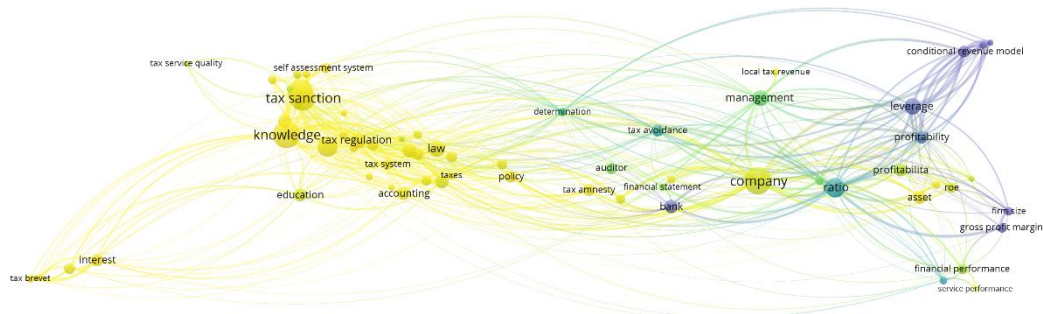 conditional revenue model
tax service quality
self assessment system
local tax revenue
tax sanction
management
leverage
determination
knowledge
tax regulation
tax avoidance
profitability
law
tax system
taxes
policy
auditor
profitabilita
company
education
accounting
tax amnesty
financial statement
ratio
roe
asset
bank
firm size
gross profit margin
interest
tax brevet
financial performance
service performance